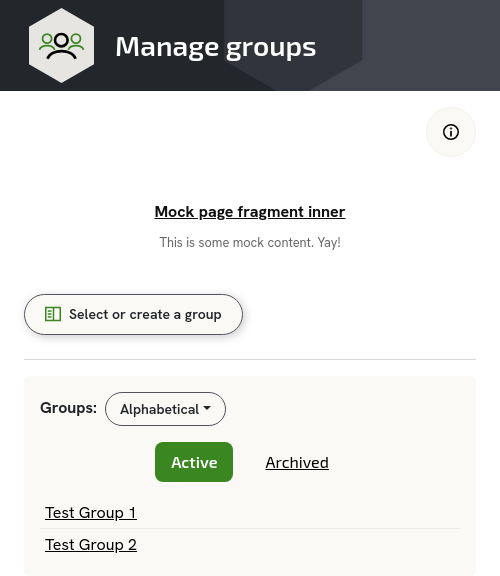 Manage groups
Mock page fragment inner
This is some mock content. Yay!
Select or create a group
Groups: Alphabetical
Active Archived
Test Group 1
Test Group 2